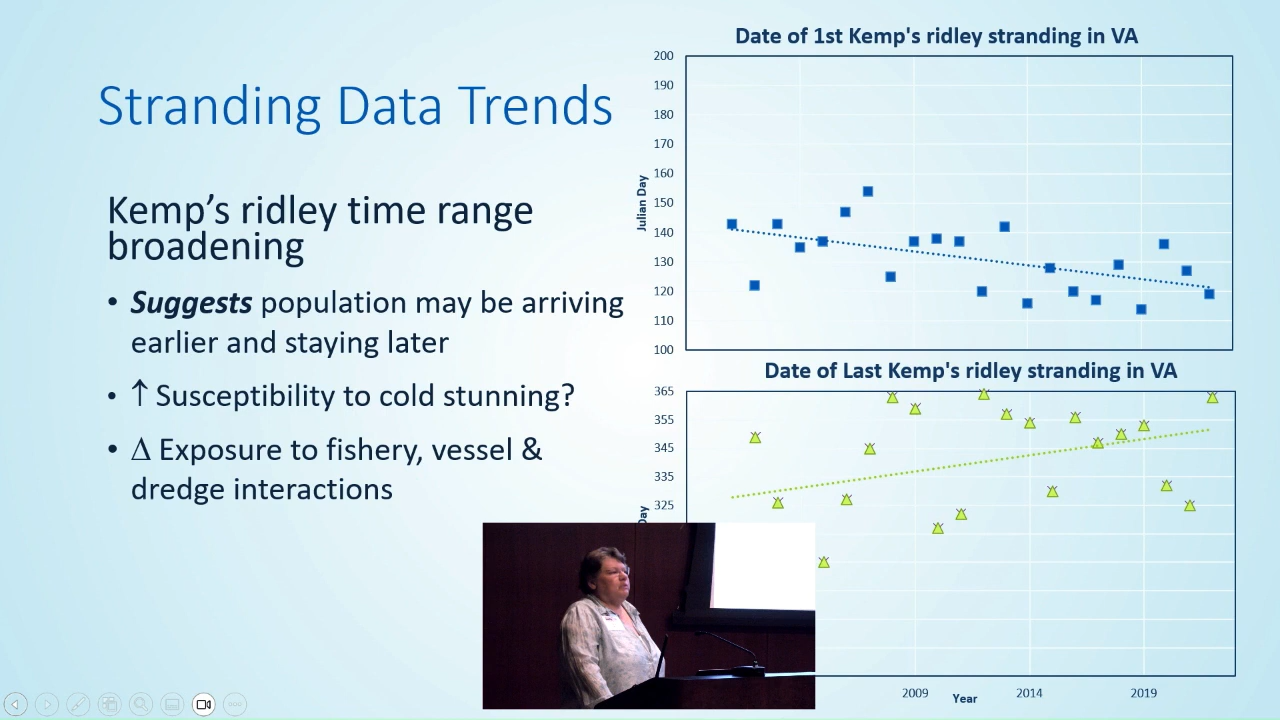 Stranding Data Trends
Kemp's ridley time range
broadening
• Suggests population may be arriving
earlier and staying later
• ↑ Susceptibility to cold stunning?
• Δ Exposure to fishery, vessel &
dredge interactions
Date of 1st Kemp's ridley stranding in VA
200
190
180
170
160
150
140
130
120
110
100
Julian Day
Date of Last Kemp's ridley stranding in VA
365
355
345
335
325
Day
2009
2014
2019
Year